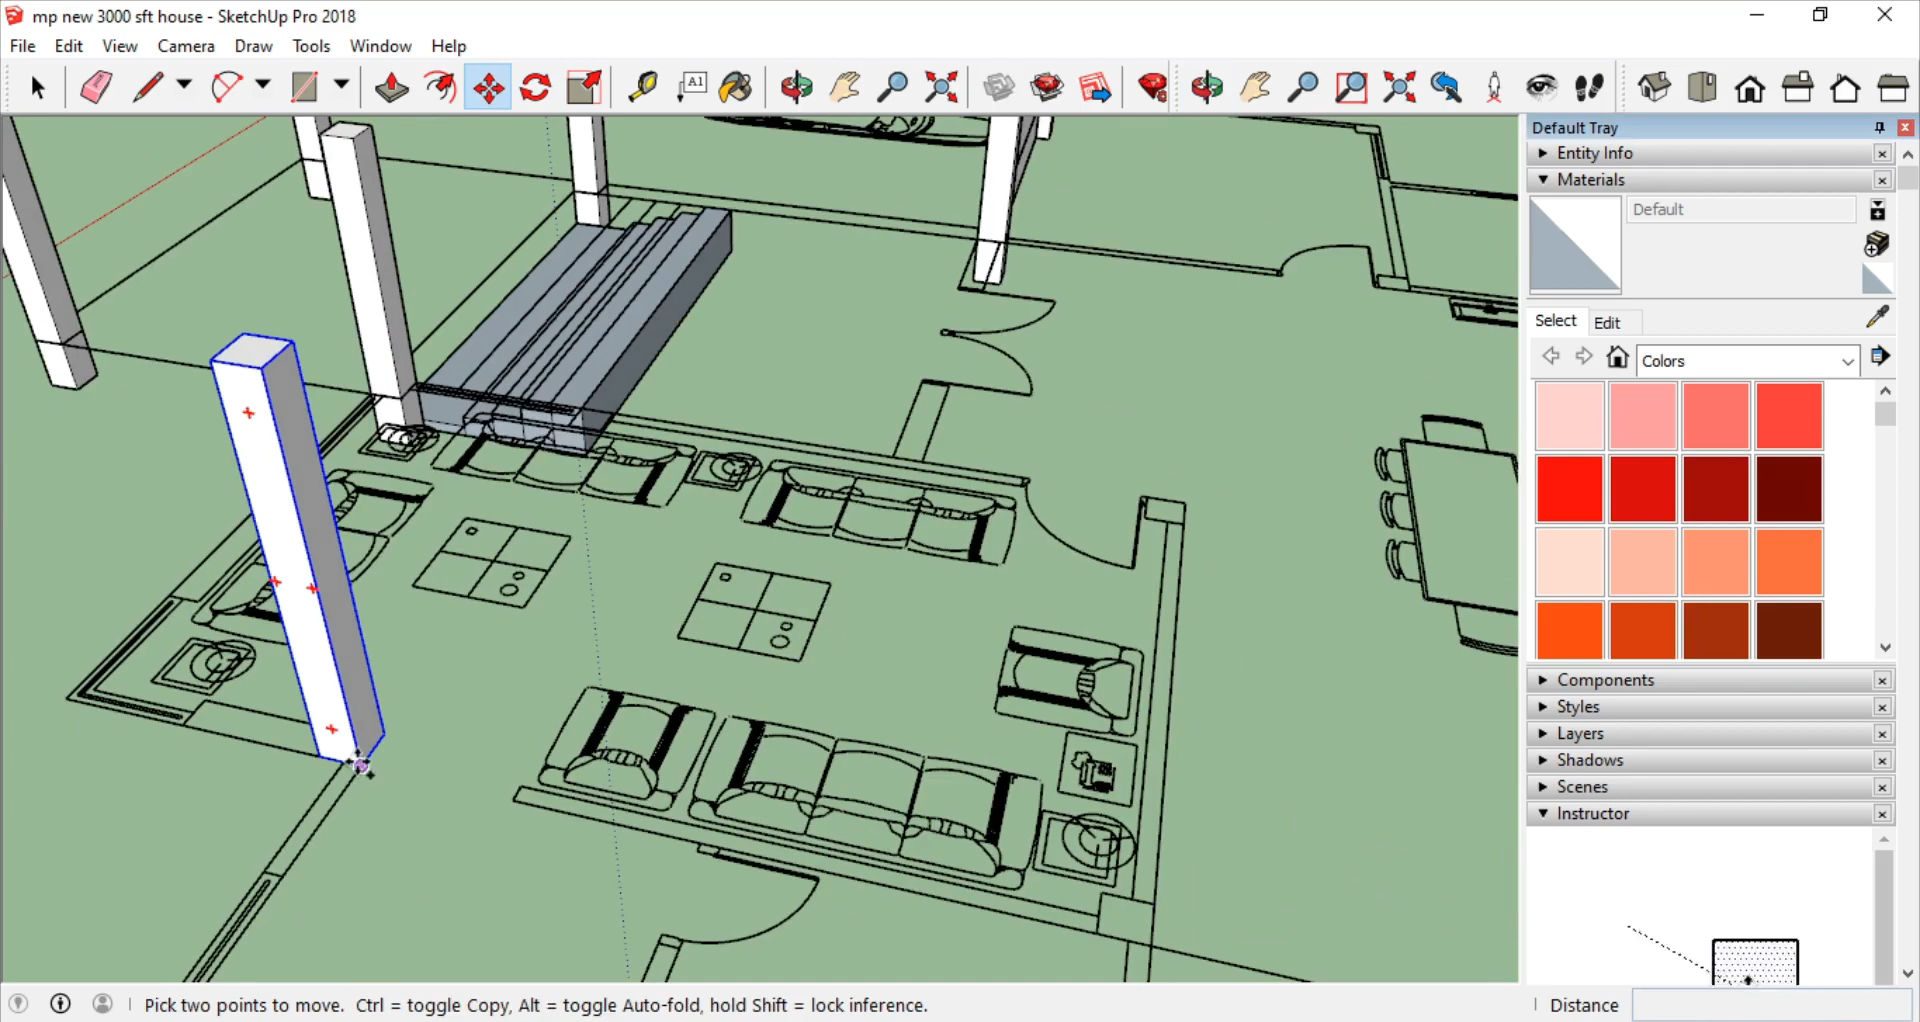 mp new 3000 sft house - SketchUp Pro 2018
File Edit View Camera Draw Tools Window Help
A1
Default Tray
Entity Info
Materials
Default
Select Edit
Colors
Components
Styles
Layers
Shadows
Scenes
Instructor
Pick two points to move. Ctrl = toggle Copy, Alt = toggle Auto-fold, hold Shift = lock inference.
Distance